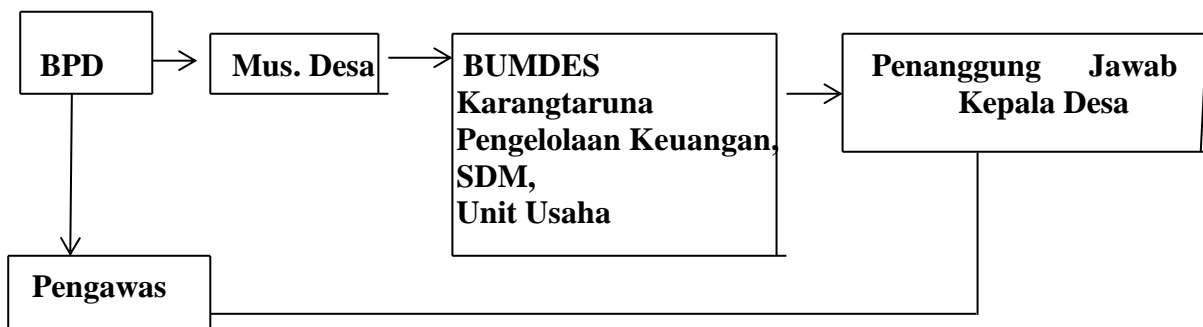 BPD
Mus. Desa
BUMDES
Karangtaruna
Pengelolaan Keuangan,
SDM,
Unit Usaha
Penanggung Jawab
Kepala Desa
Pengawas